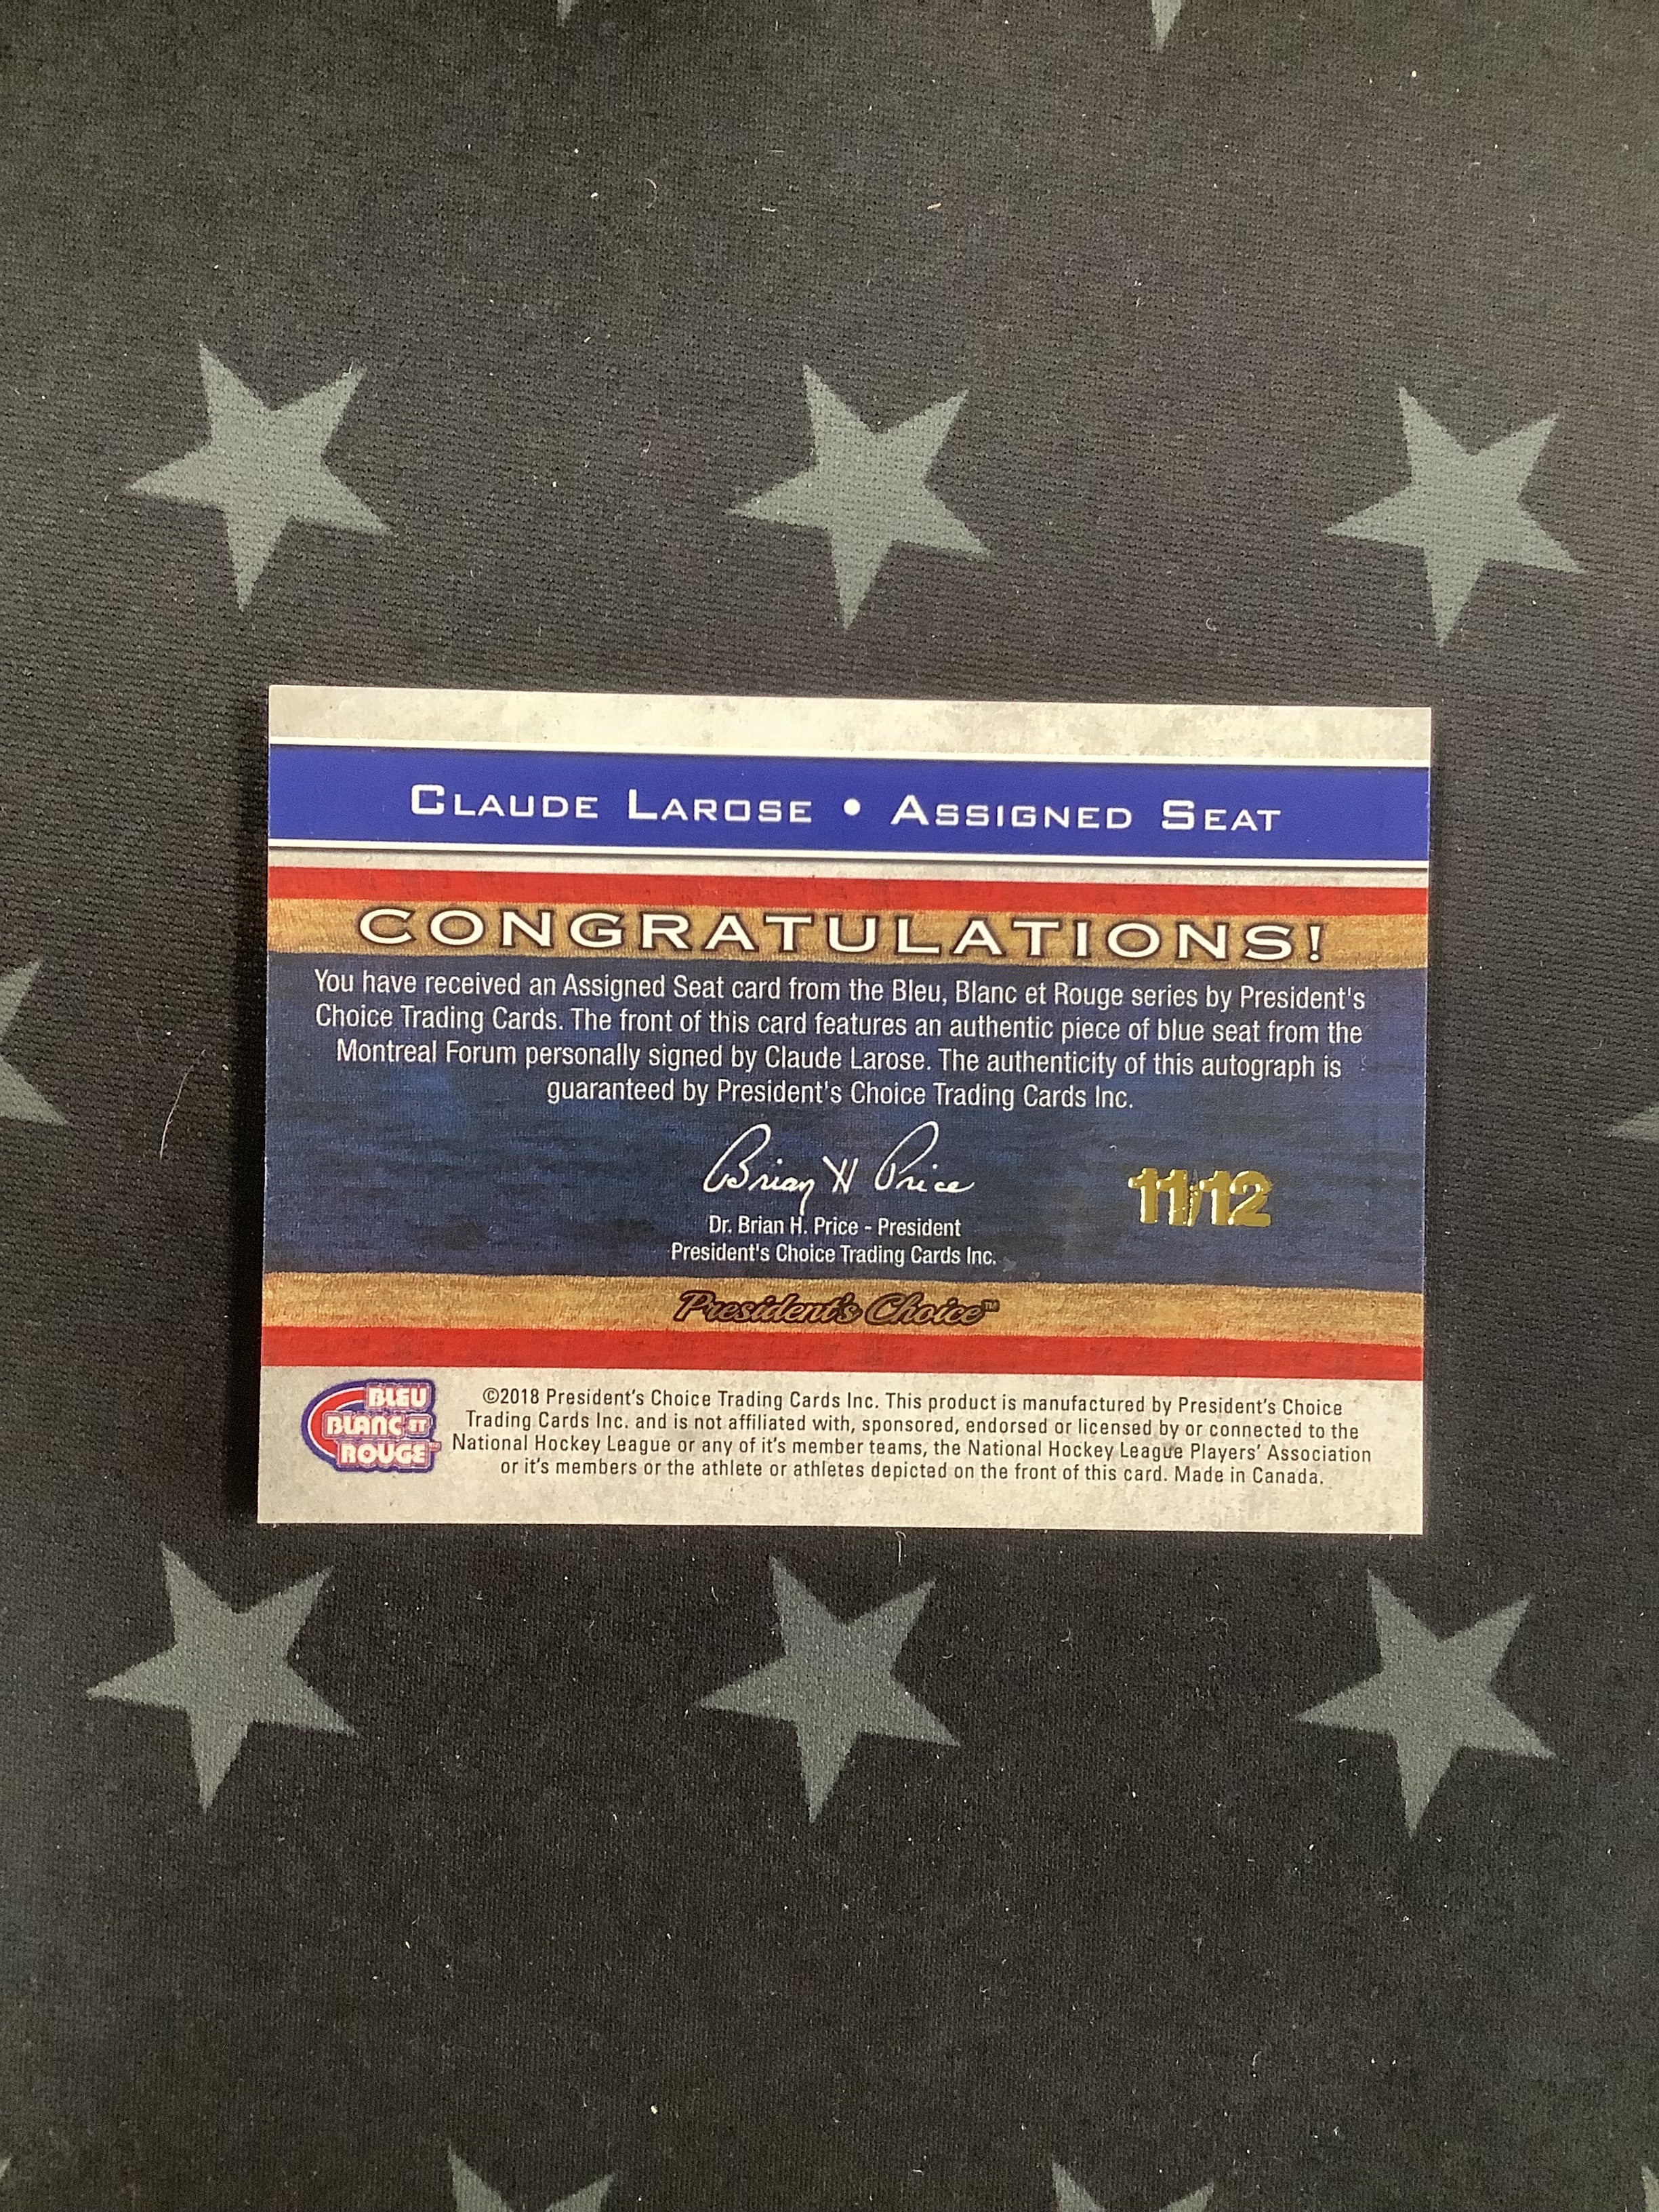 CLAUDE LAROSE • ASSIGNED SEAT
CONGRATULATIONS!
You have received an Assigned Seat card from the Bleu, Blanc et Rouge series by President's
Choice Trading Cards. The front of this card features an authentic piece of blue seat from the
Montreal Forum personally signed by Claude Larose. The authenticity of this autograph is
guaranteed by President's Choice Trading Cards Inc.
Brian H Price
Dr. Brian H. Price - President
President's Choice Trading Cards Inc.
11/12
President's Choice™
BLEU
BLANC ET
ROUGE™
©2018 President's Choice Trading Cards Inc. This product is manufactured by President's Choice
Trading Cards Inc. and is not affiliated with, sponsored, endorsed or licensed by or connected to the
National Hockey League or any of it's member teams, the National Hockey League Players' Association
or it's members or the athlete or athletes depicted on the front of this card. Made in Canada.